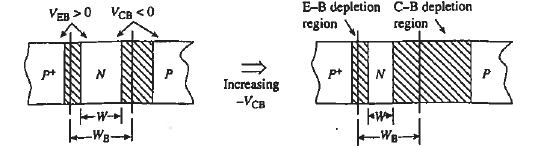 V_EB > 0 V_CB < 0
P+ N P
W
W_B
⇒
Increasing
-V_CB
E–B depletion
region
C–B depletion
region
P+ N P
W
W_B